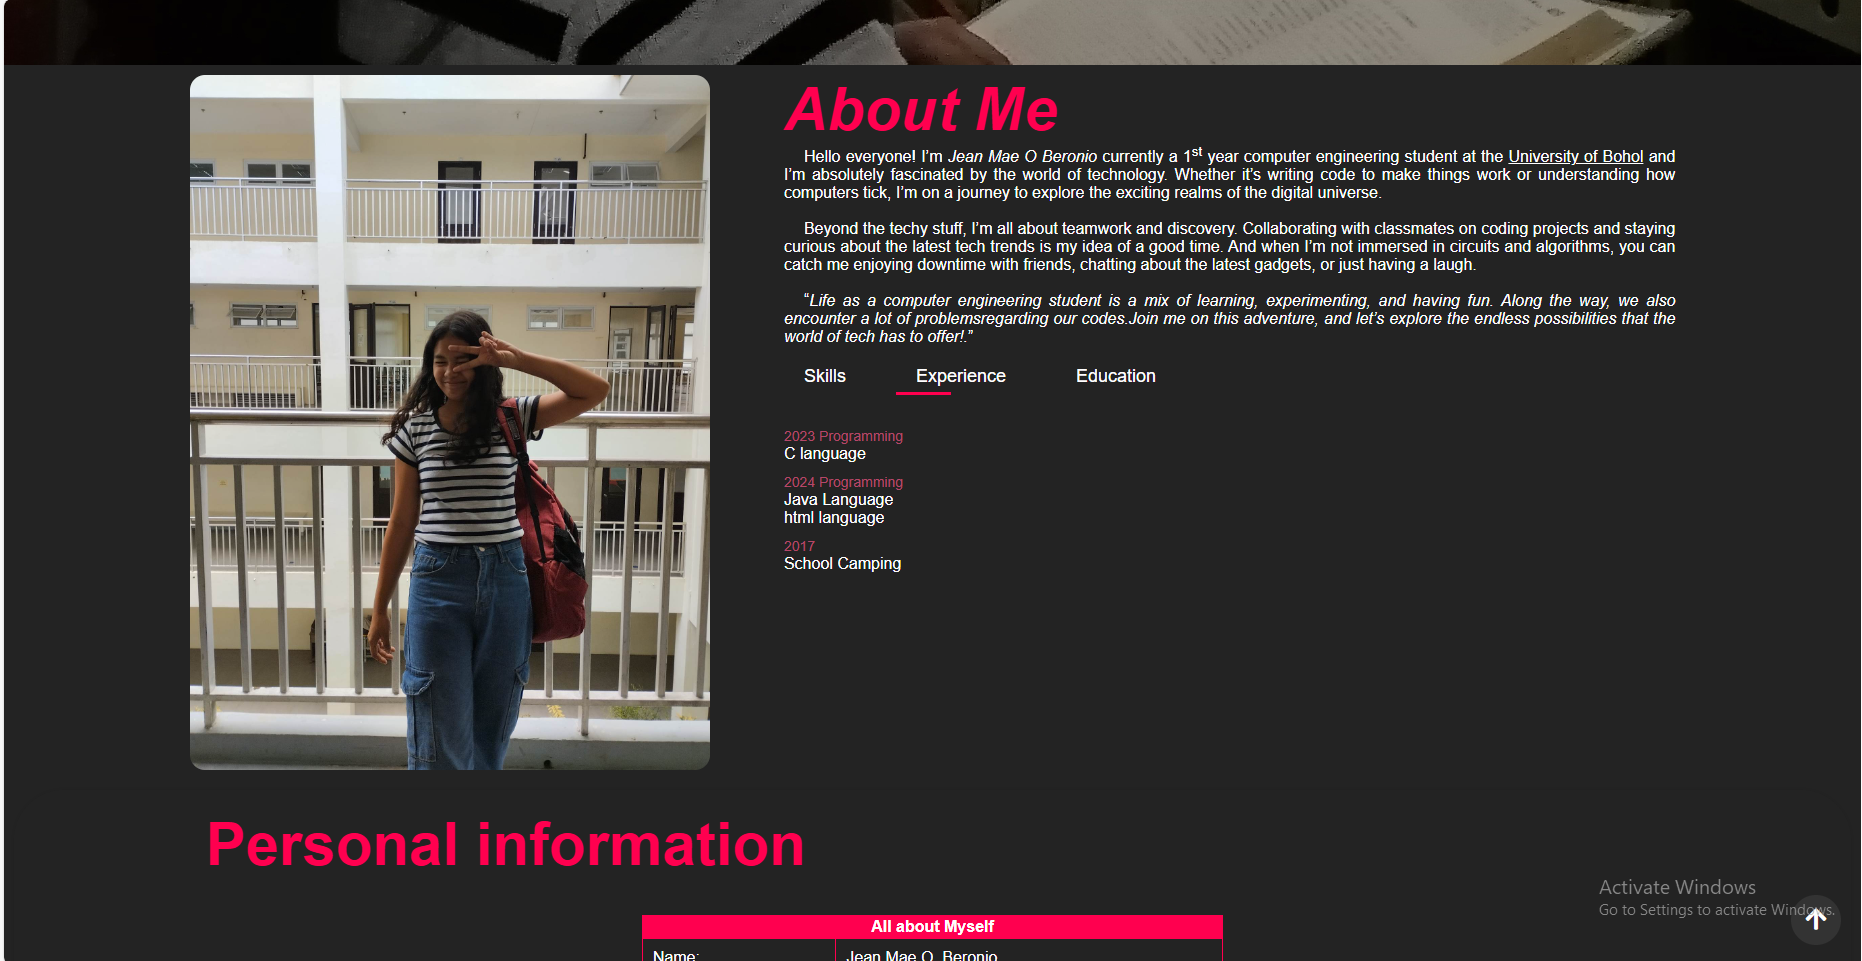 About Me
Hello everyone! I’m Jean Mae O Beronio currently a 1st year computer engineering student at the University of Bohol and
I’m absolutely fascinated by the world of technology. Whether it’s writing code to make things work or understanding how
computers tick, I’m on a journey to explore the exciting realms of the digital universe.
Beyond the techy stuff, I’m all about teamwork and discovery. Collaborating with classmates on coding projects and staying
curious about the latest tech trends is my idea of a good time. And when I’m not immersed in circuits and algorithms, you can
catch me enjoying downtime with friends, chatting about the latest gadgets, or just having a laugh.
“Life as a computer engineering student is a mix of learning, experimenting, and having fun. Along the way, we also
encounter a lot of problemsregarding our codes.Join me on this adventure, and let’s explore the endless possibilities that the
world of tech has to offer!.”
Skills Experience Education
2023 Programming
C language
2024 Programming
Java Language
html language
2017
School Camping
Personal information
All about Myself
Name: Jean Mae O. Beronio
Activate Windows
Go to Settings to activate Windows.